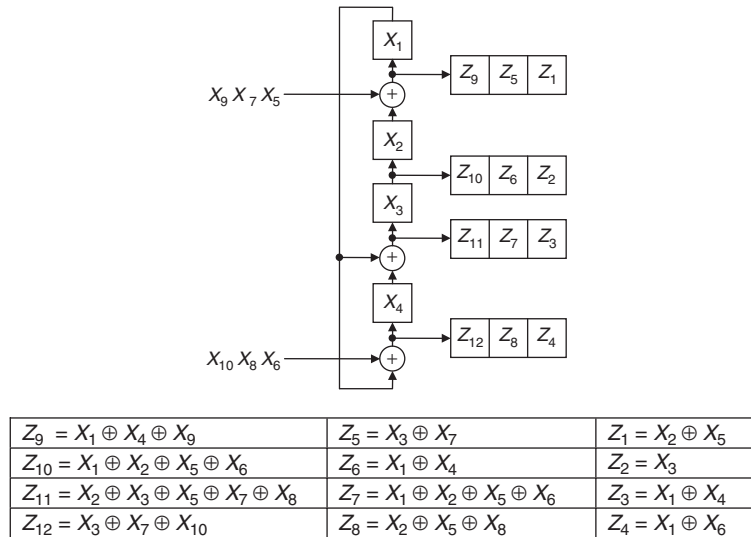 X₁
Z₉ Z₅ Z₁
X₉ X₇ X₅
+
X₂
Z₁₀ Z₆ Z₂
X₃
Z₁₁ Z₇ Z₃
+
X₄
Z₁₂ Z₈ Z₄
X₁₀ X₈ X₆
+
Z₉ = X₁ ⊕ X₄ ⊕ X₉ Z₅ = X₃ ⊕ X₇ Z₁ = X₂ ⊕ X₅
Z₁₀ = X₁ ⊕ X₂ ⊕ X₅ ⊕ X₆ Z₆ = X₁ ⊕ X₄ Z₂ = X₃
Z₁₁ = X₂ ⊕ X₃ ⊕ X₅ ⊕ X₇ ⊕ X₈ Z₇ = X₁ ⊕ X₂ ⊕ X₅ ⊕ X₆ Z₃ = X₁ ⊕ X₄
Z₁₂ = X₃ ⊕ X₇ ⊕ X₁₀ Z₈ = X₂ ⊕ X₅ ⊕ X₈ Z₄ = X₁ ⊕ X₆